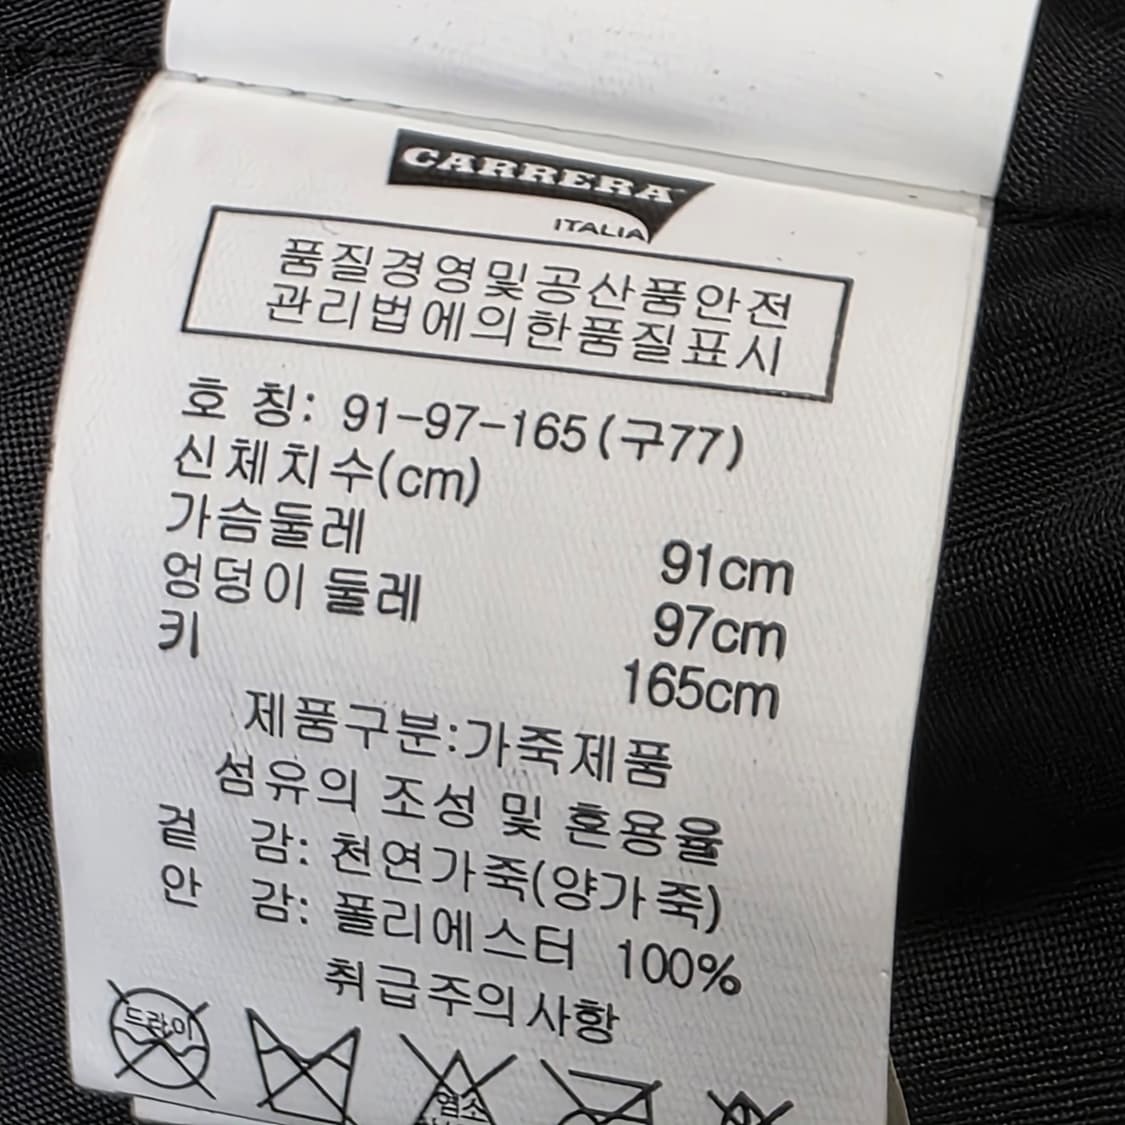 CARRERA
ITALIA
품질경영및공산품안전
관리법에의한품질표시
호 칭: 91-97-165(구77)
신체치수(cm)
가슴둘레 91cm
엉덩이 둘레 97cm
키 165cm
제품구분:가죽제품
섬유의 조성 및 혼용율
겉 감: 천연가죽(양가죽)
안 감: 폴리에스터 100%
취급주의사항
드라이
염소